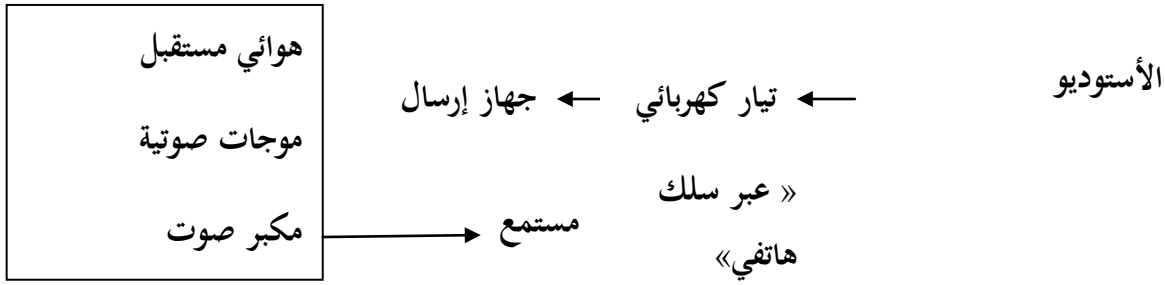 الأستوديو
تيار كهربائي
« عبر سلك
هاتفي»
جهاز إرسال
هوائي مستقبل
موجات صوتية
مكبر صوت
مستمع